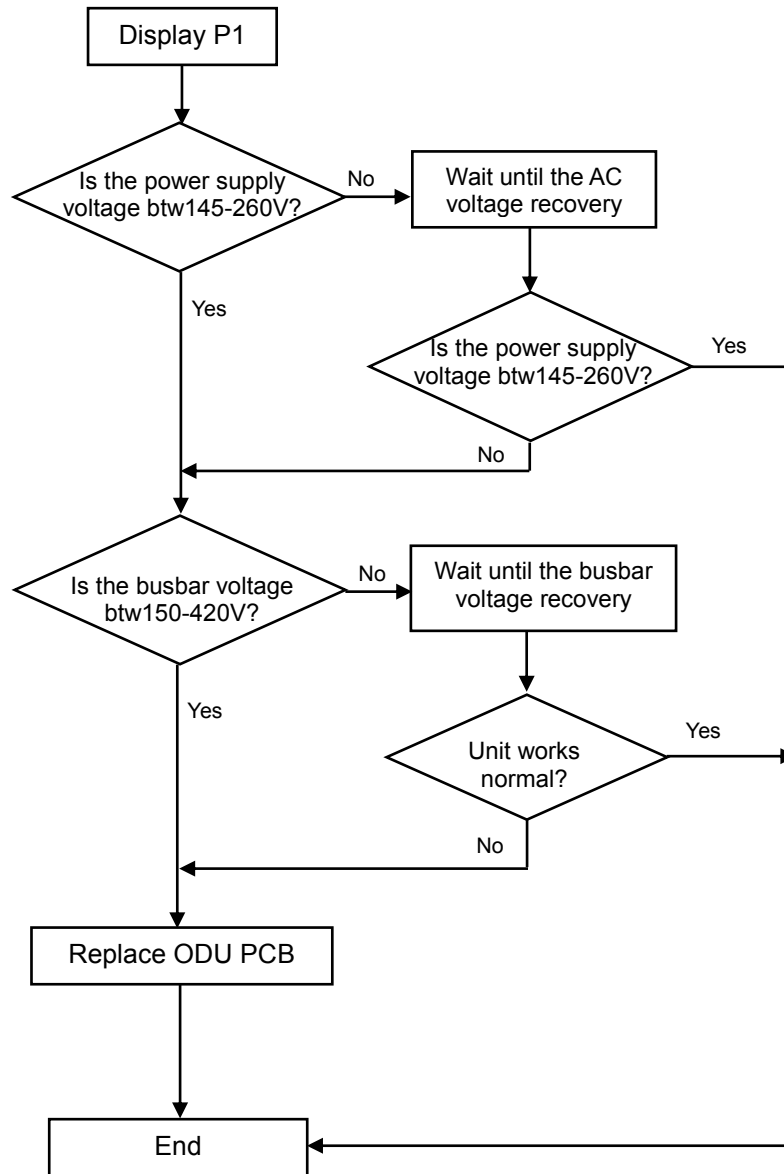 Display P1
Is the power supply
voltage btw145-260V?
No
Wait until the AC
voltage recovery
Yes
Is the power supply
voltage btw145-260V?
Yes
No
Is the busbar voltage
btw150-420V?
No
Wait until the busbar
voltage recovery
Yes
Unit works
normal?
Yes
No
Replace ODU PCB
End